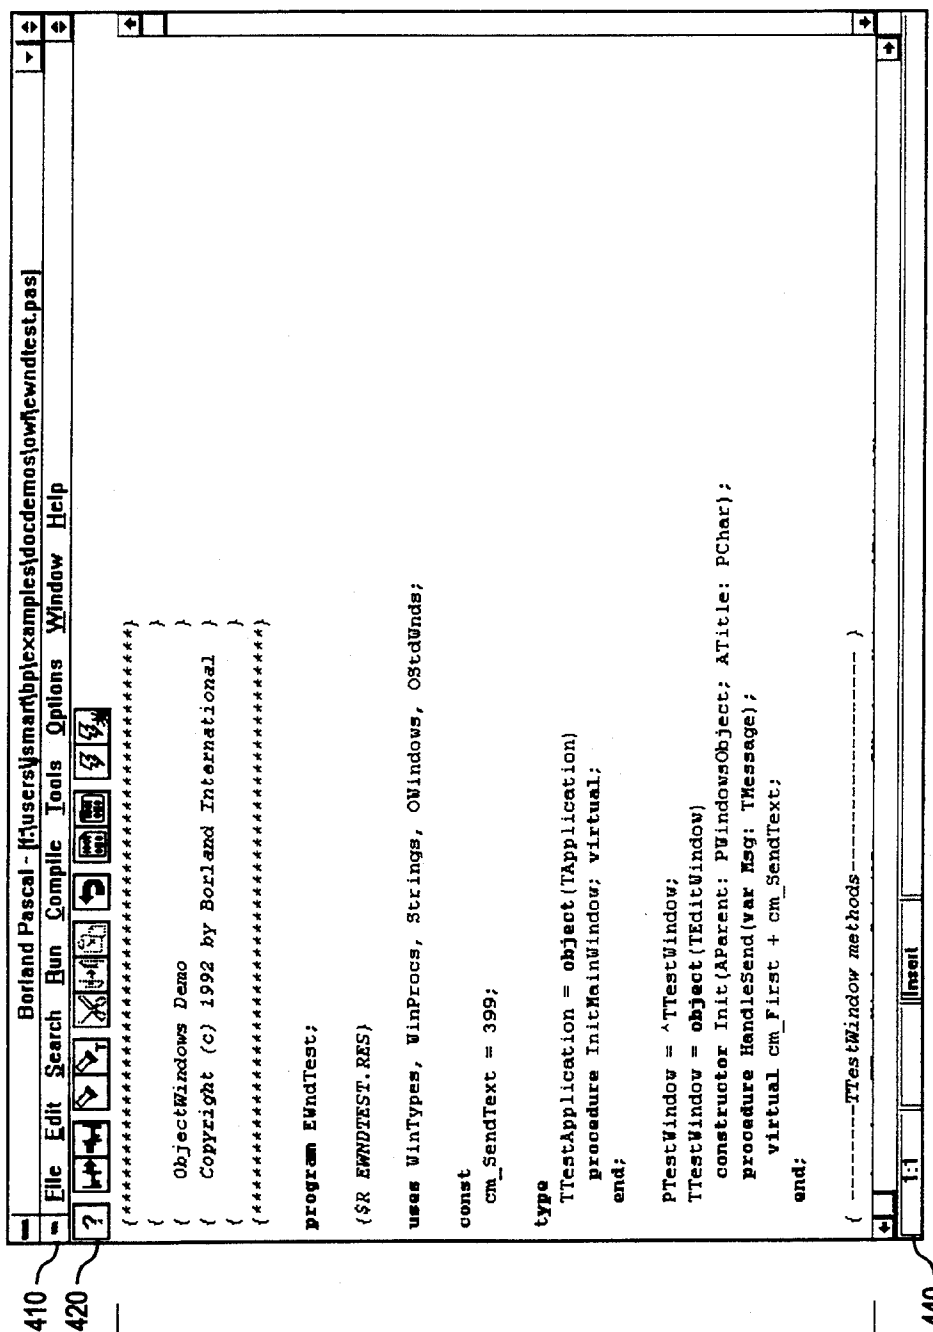 Borland Pascal - [f:\users\jsmart\bp\examples\docdemos\owl\ewndtest.pas]
File Edit Search Run Compile Tools Options Window Help
?
{***************************************************}
{ }
{ ObjectWindows Demo }
{ Copyright (c) 1992 by Borland International }
{ }
{***************************************************}
program EWndTest;
{$R EWNDTEST.RES}
uses WinTypes, WinProcs, Strings, OWindows, OStdWnds;
const
cm_SendText = 399;
type
TTestApplication = object(TApplication)
procedure InitMainWindow; virtual;
end;
PTestWindow = ^TTestWindow;
TTestWindow = object(TEditWindow)
constructor Init(AParent: PWindowsObject; ATitle: PChar);
procedure HandleSend(var Msg: TMessage);
virtual cm_First + cm_SendText;
end;
{ --------TTestWindow methods------------------ }
1:1 Insert
410
420
440